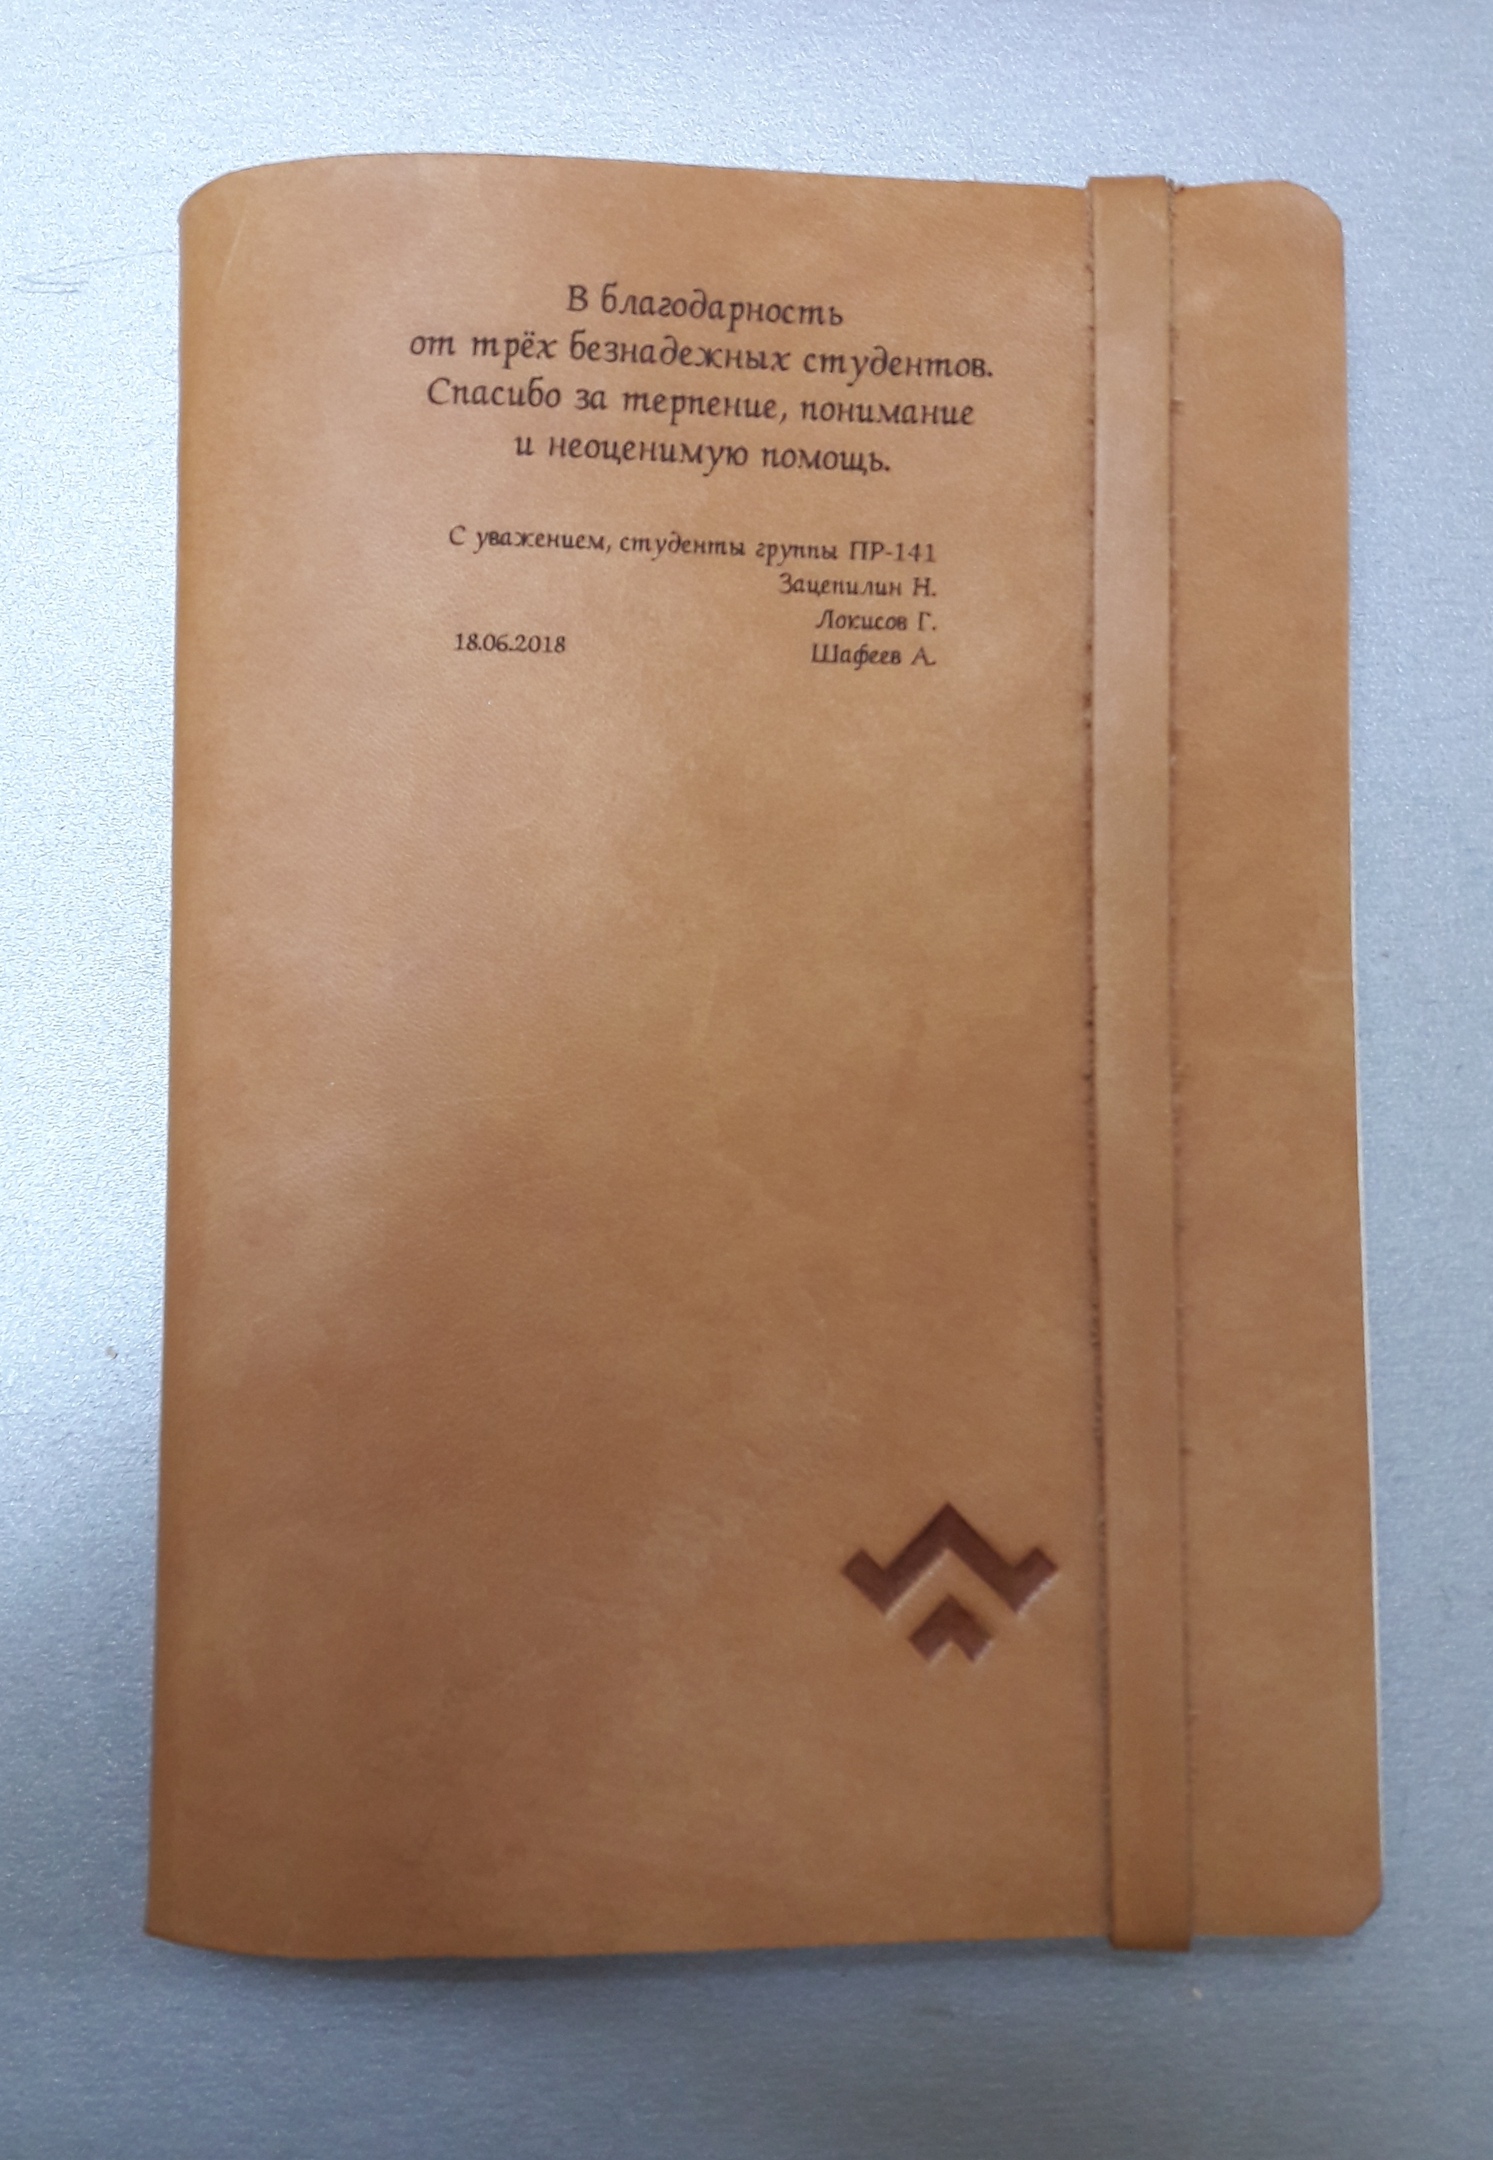 В благодарность
от трёх безнадежных студентов.
Спасибо за терпение, понимание
и неоценимую помощь.
С уважением, студенты группы ПР-141
Зацепилин Н.
Локисов Г.
18.06.2018
Шафеев А.